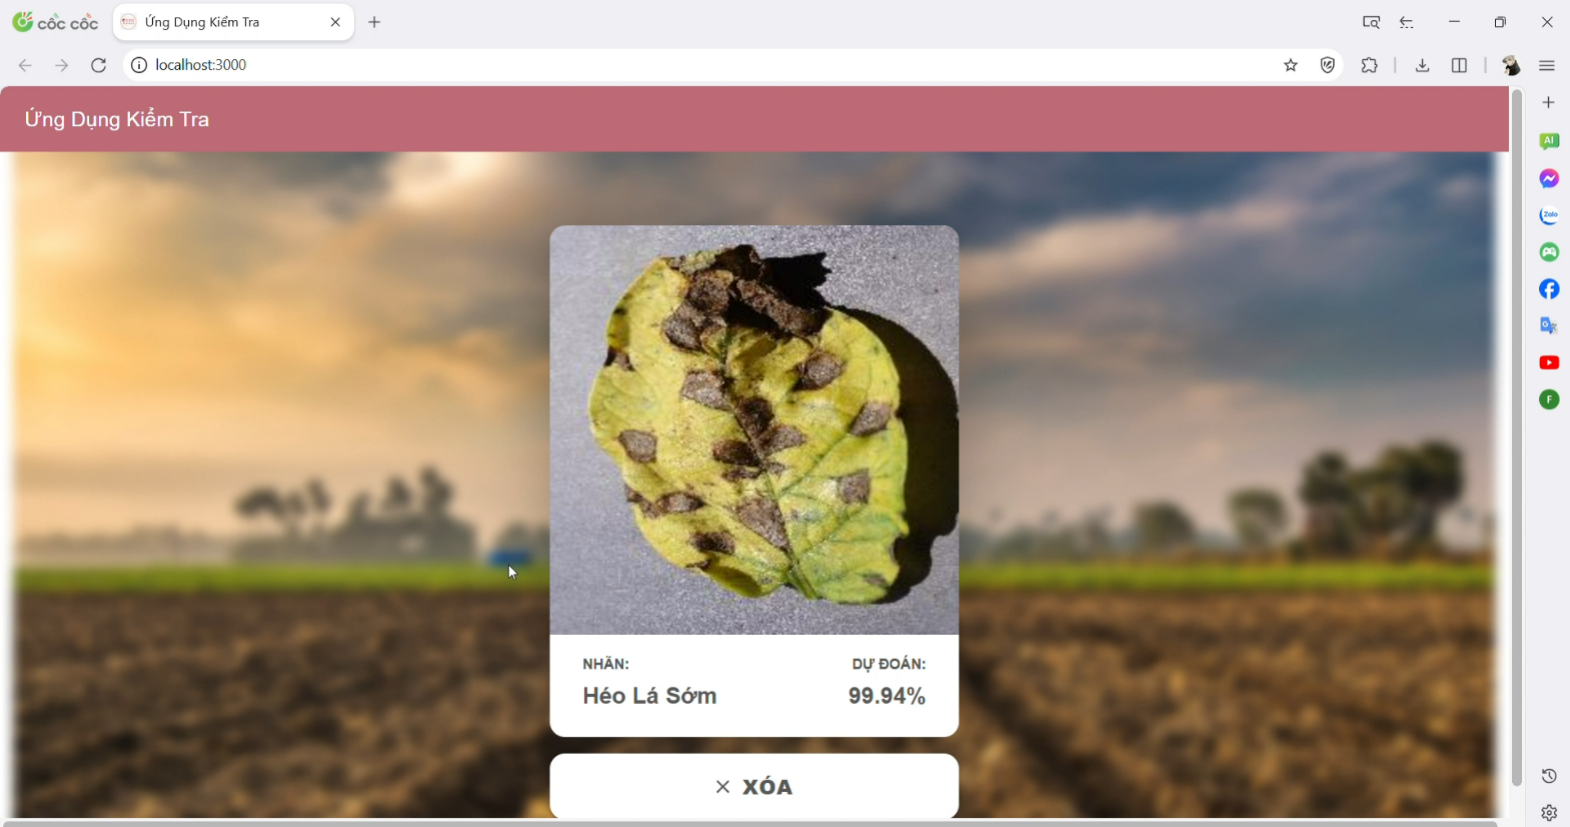 cốc cốc
Ứng Dụng Kiểm Tra
localhost:3000
Ứng Dụng Kiểm Tra
AI
Zalo
F
NHÃN:
DỰ ĐOÁN:
Héo Lá Sớm
99.94%
× XÓA